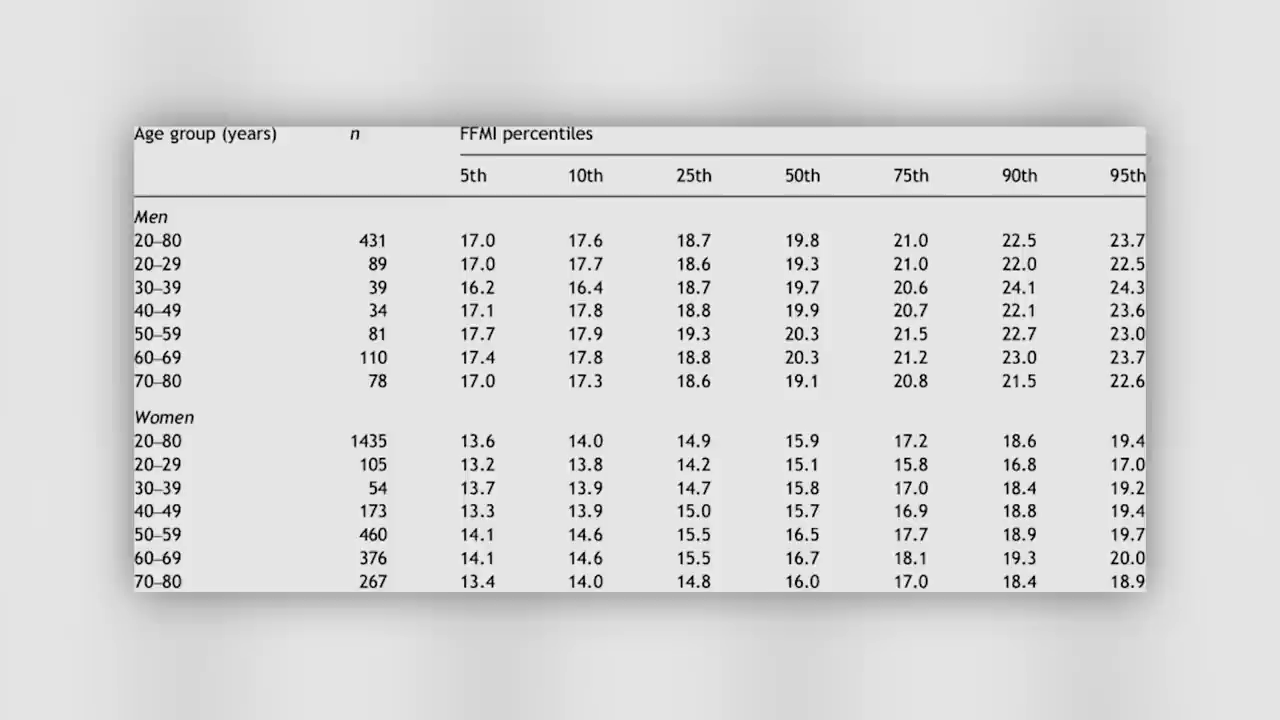 Age group (years) n FFMI percentiles
5th 10th 25th 50th 75th 90th 95th
Men
20–80 431 17.0 17.6 18.7 19.8 21.0 22.5 23.7
20–29 89 17.0 17.7 18.6 19.3 21.0 22.0 22.5
30–39 39 16.2 16.4 18.7 19.7 20.6 24.1 24.3
40–49 34 17.1 17.8 18.8 19.9 20.7 22.1 23.6
50–59 81 17.7 17.9 19.3 20.3 21.5 22.7 23.0
60–69 110 17.4 17.8 18.8 20.3 21.2 23.0 23.7
70–80 78 17.0 17.3 18.6 19.1 20.8 21.5 22.6
Women
20–80 1435 13.6 14.0 14.9 15.9 17.2 18.6 19.4
20–29 105 13.2 13.8 14.2 15.1 15.8 16.8 17.0
30–39 54 13.7 13.9 14.7 15.8 17.0 18.4 19.2
40–49 173 13.3 13.9 15.0 15.7 16.9 18.8 19.4
50–59 460 14.1 14.6 15.5 16.5 17.7 18.9 19.7
60–69 376 14.1 14.6 15.5 16.7 18.1 19.3 20.0
70–80 267 13.4 14.0 14.8 16.0 17.0 18.4 18.9